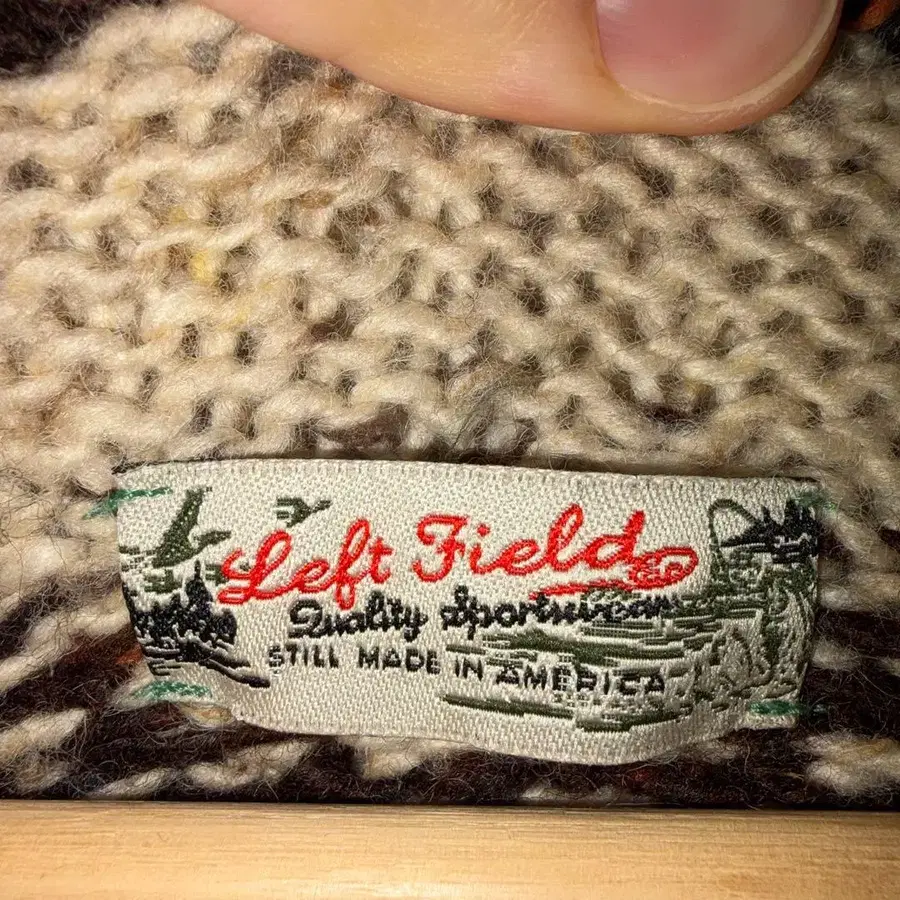 Left Field
Quality Sportswear
STILL MADE IN AMERICA